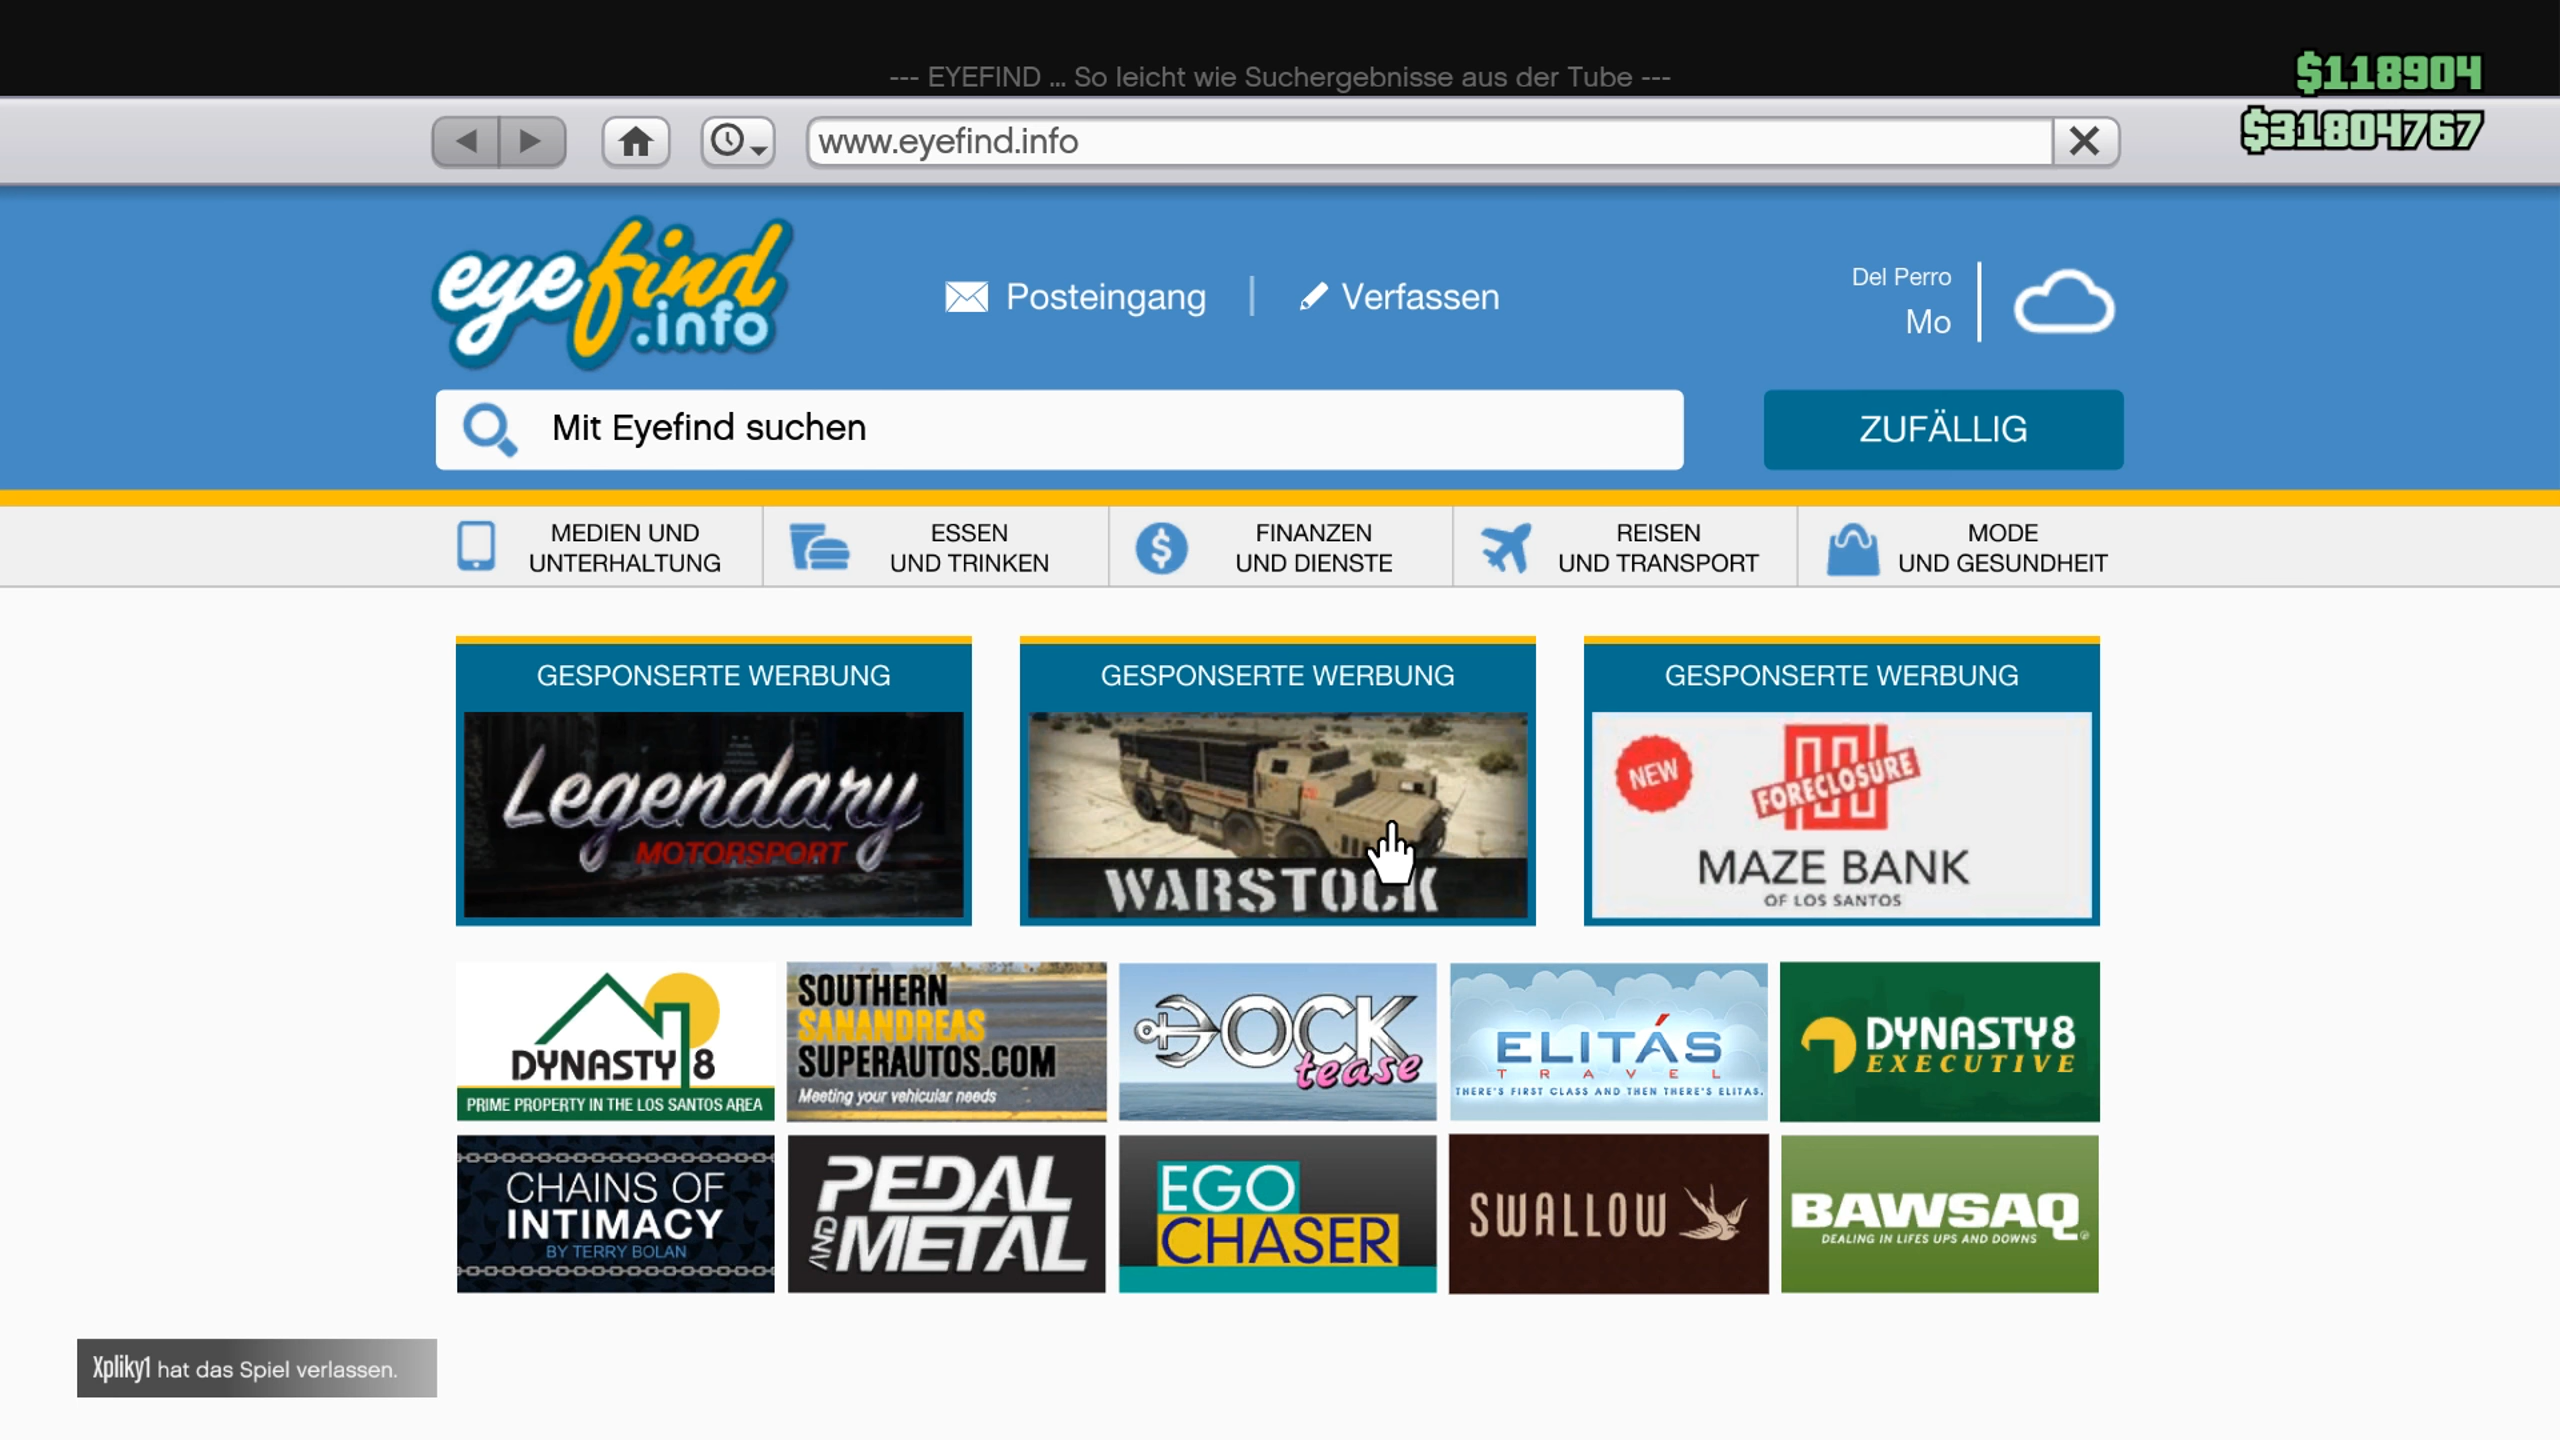 --- EYEFIND ... So leicht wie Suchergebnisse aus der Tube ---
$118904
$31804767
www.eyefind.info
eyefind
.info
Posteingang
Verfassen
Del Perro
Mo
Mit Eyefind suchen
ZUFÄLLIG
MEDIEN UND
UNTERHALTUNG
ESSEN
UND TRINKEN
FINANZEN
UND DIENSTE
REISEN
UND TRANSPORT
MODE
UND GESUNDHEIT
GESPONSERTE WERBUNG
Legendary
MOTORSPORT
GESPONSERTE WERBUNG
WARSTOCK
GESPONSERTE WERBUNG
NEW
FORECLOSURE
MAZE BANK
OF LOS SANTOS
DYNASTY 8
PRIME PROPERTY IN THE LOS SANTOS AREA
SOUTHERN
SANANDREAS
SUPERAUTOS.COM
Meeting your vehicular needs
DOCK
tease
ELITÁS
TRAVEL
THERE'S FIRST CLASS AND THEN THERE'S ELITAS.
DYNASTY8
EXECUTIVE
CHAINS OF
INTIMACY
BY TERRY BOLAN
PEDAL
AND METAL
EGO
CHASER
SWALLOW
BAWSAQ
DEALING IN LIFES UPS AND DOWNS
Xpliky1 hat das Spiel verlassen.